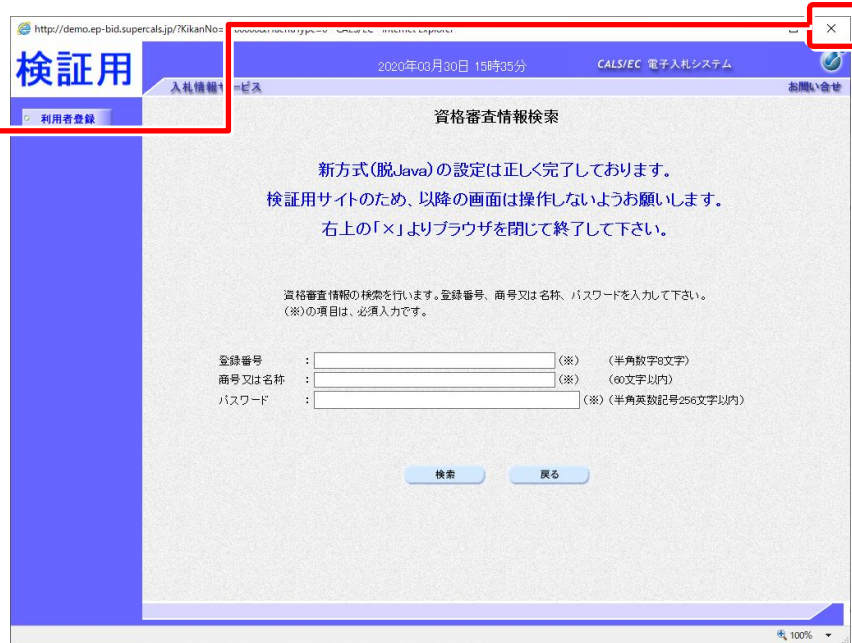 http://demo.ep-bid.supercals.jp/?KikanNo=
検証用
2020年03月30日 15時35分
CALS/EC 電子入札システム
入札情報サービス
お問い合せ
利用者登録
資格審査情報検索
新方式(脱Java)の設定は正しく完了しております。
検証用サイトのため、以降の画面は操作しないようお願いします。
右上の「×」よりブラウザを閉じて終了して下さい。
資格審査情報の検索を行います。登録番号、商号又は名称、パスワードを入力して下さい。
(※)の項目は、必須入力です。
登録番号 : (※) (半角数字8文字)
商号又は名称 : (※) (60文字以内)
パスワード : (※) (半角英数記号256文字以内)
検索 戻る
100%